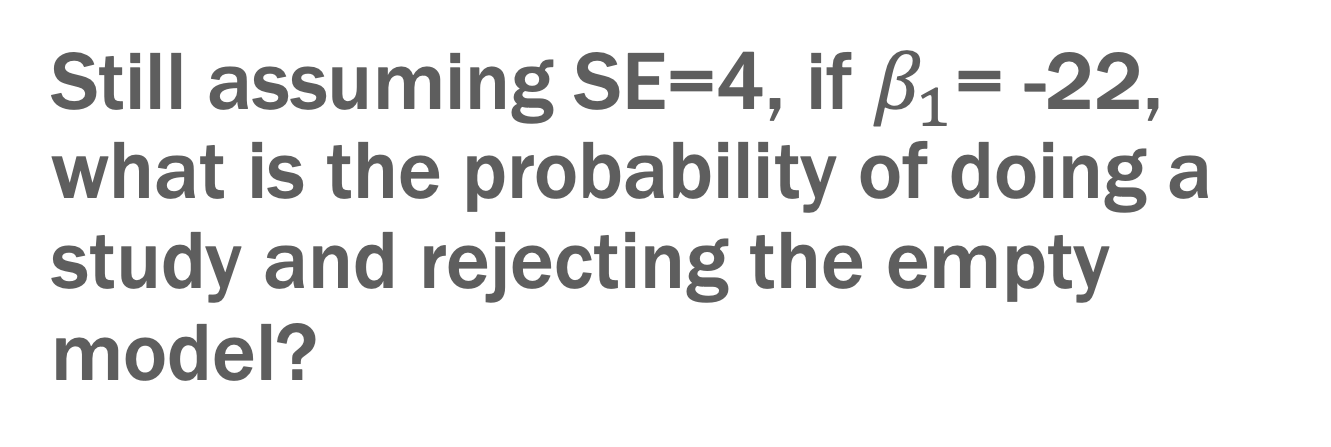 Still assuming SE=4, if 𝛽₁= -22,
what is the probability of doing a
study and rejecting the empty
model?